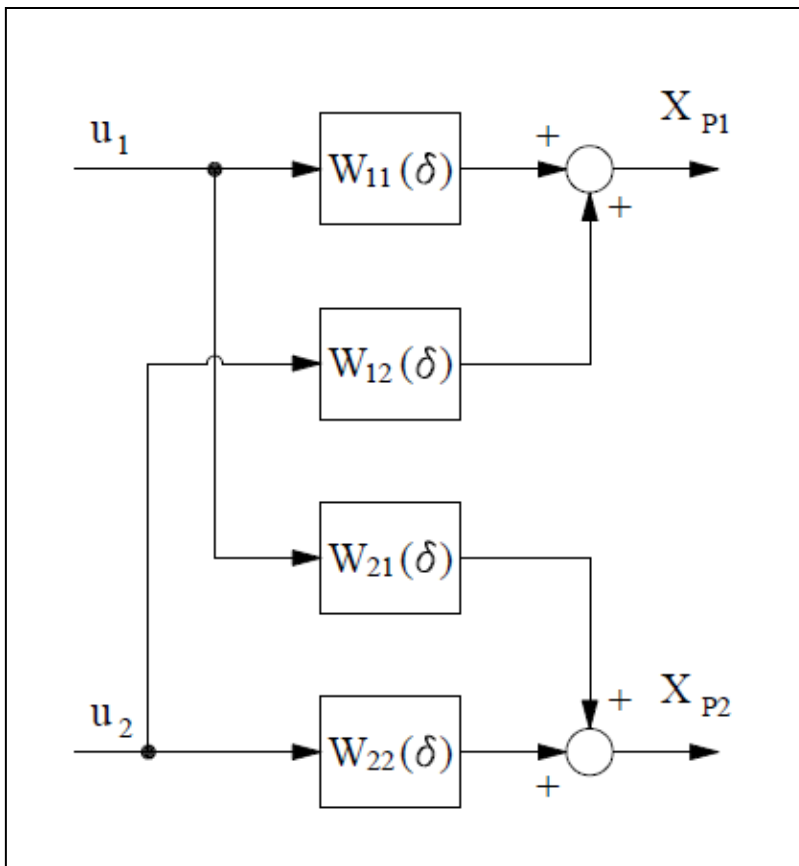 u₁
W₁₁(δ)
+
X P1
+
W₁₂(δ)
W₂₁(δ)
+
u₂
W₂₂(δ)
+
X P2